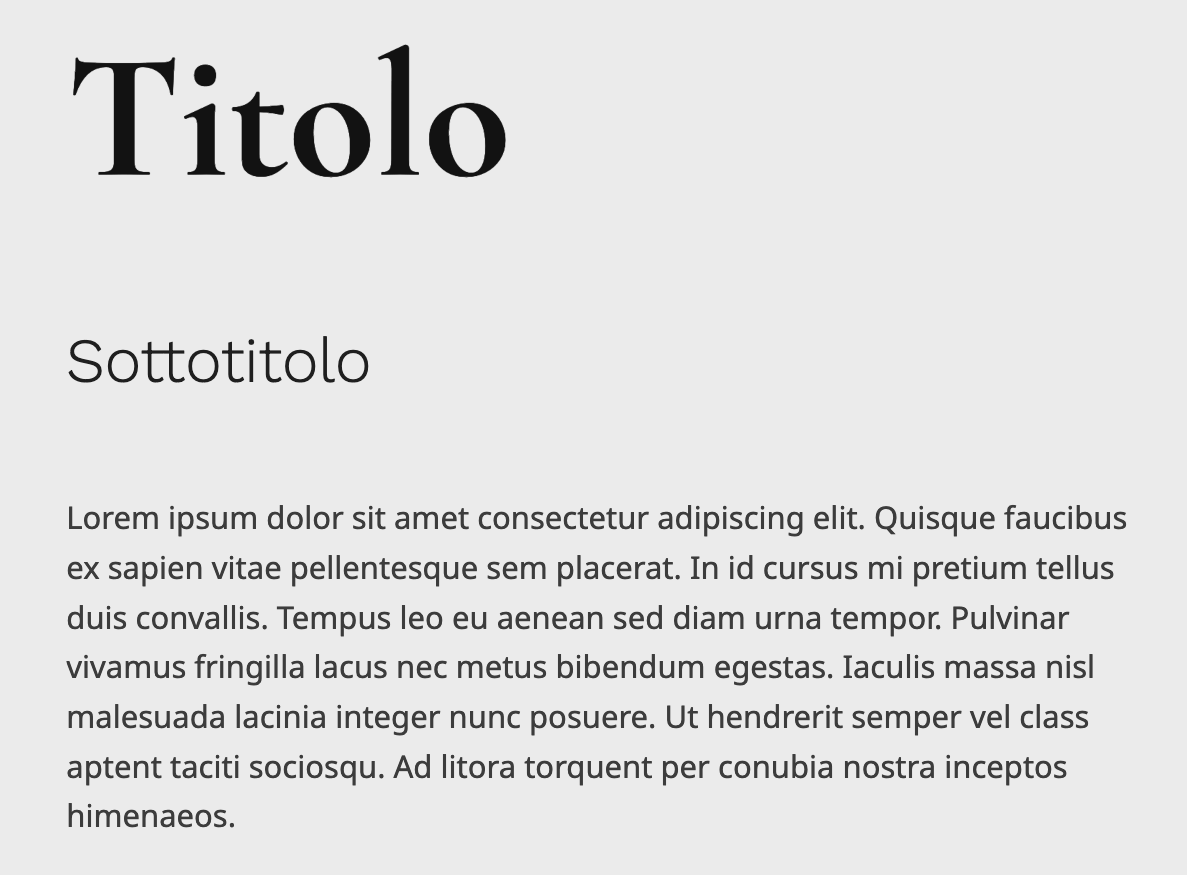 Titolo
Sottotitolo
Lorem ipsum dolor sit amet consectetur adipiscing elit. Quisque faucibus
ex sapien vitae pellentesque sem placerat. In id cursus mi pretium tellus
duis convallis. Tempus leo eu aenean sed diam urna tempor. Pulvinar
vivamus fringilla lacus nec metus bibendum egestas. Iaculis massa nisl
malesuada lacinia integer nunc posuere. Ut hendrerit semper vel class
aptent taciti sociosqu. Ad litora torquent per conubia nostra inceptos
himenaeos.